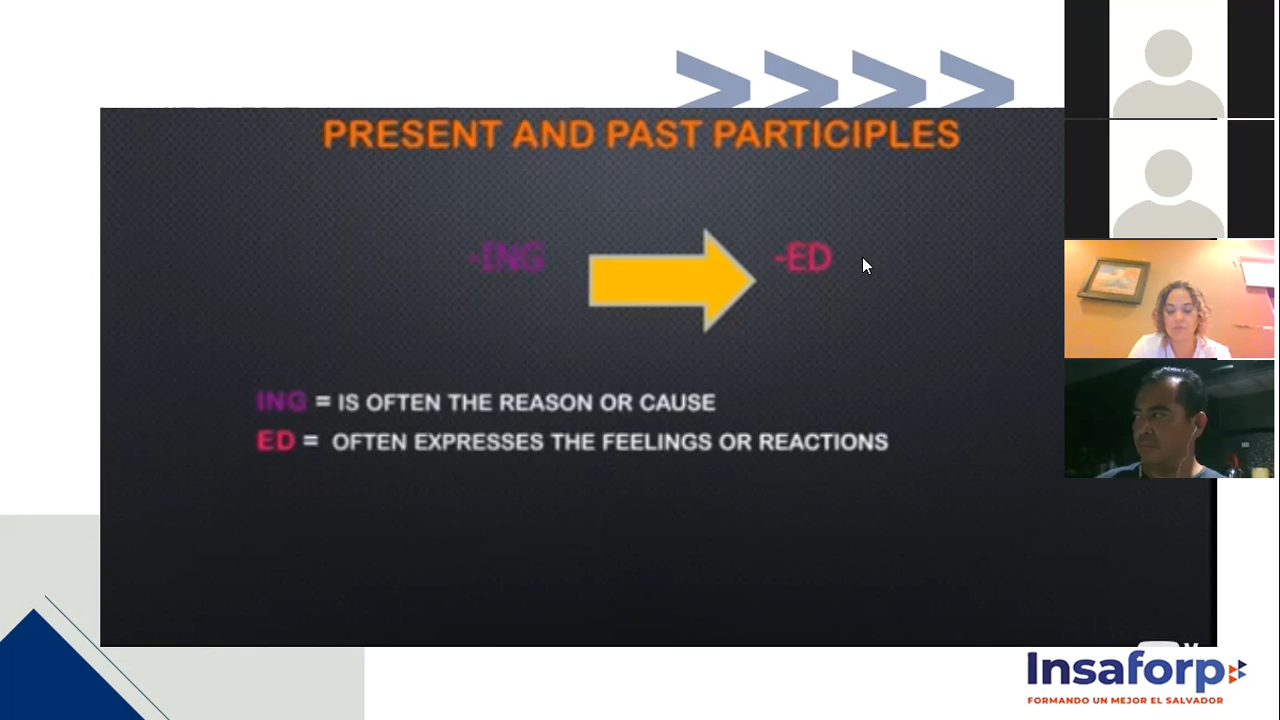 PRESENT AND PAST PARTICIPLES
-ING -ED
ING = IS OFTEN THE REASON OR CAUSE
ED = OFTEN EXPRESSES THE FEELINGS OR REACTIONS
Insaforp
FORMANDO UN MEJOR EL SALVADOR